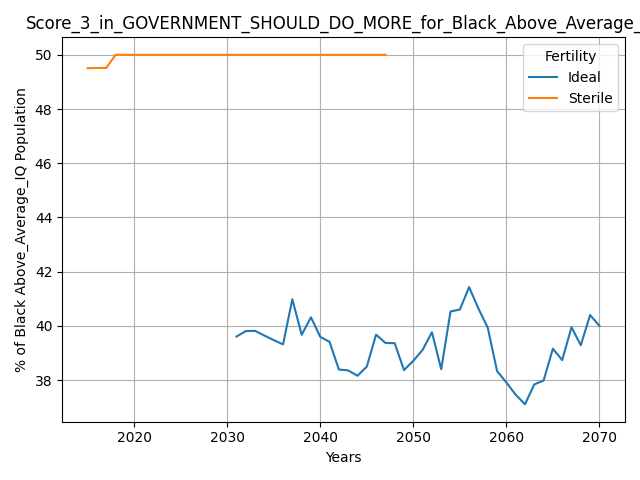 Score_3_in_GOVERNMENT_SHOULD_DO_MORE_for_Black_Above_Average_
Fertility
Ideal
Sterile
% of Black Above_Average_IQ Population
50
48
46
44
42
40
38
2020 2030 2040 2050 2060 2070
Years